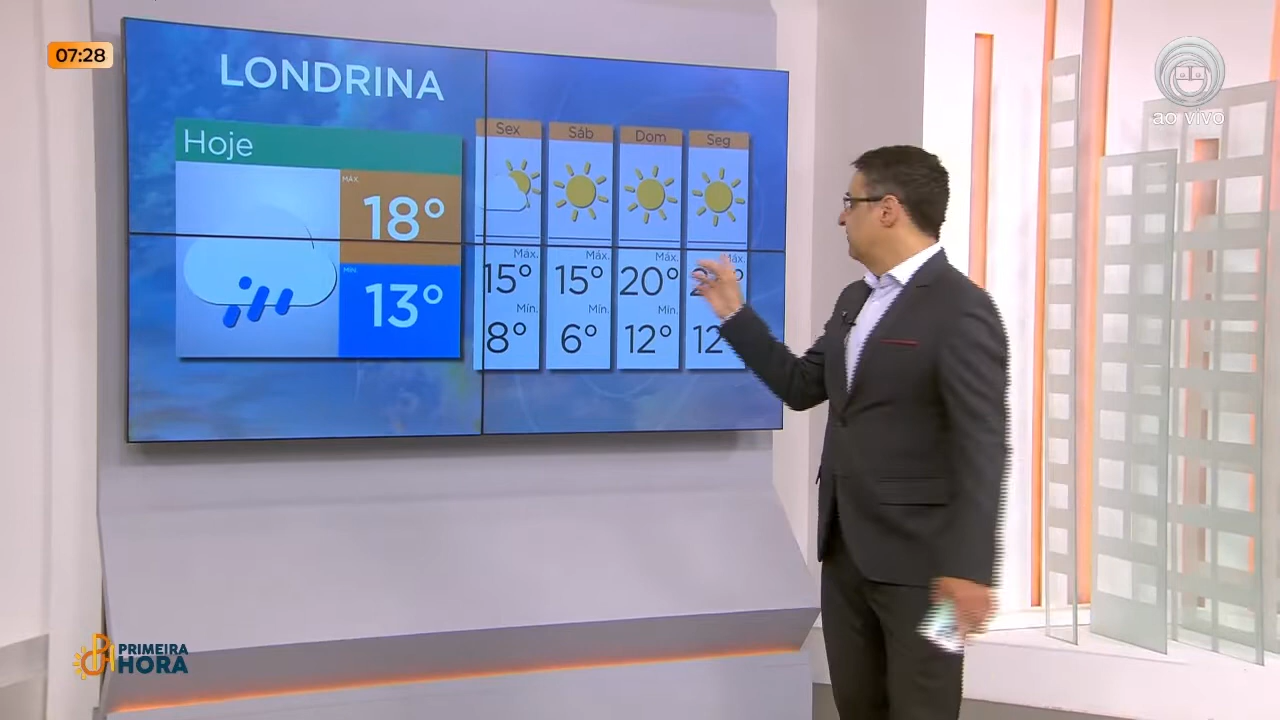 07:28
LONDRINA
ao vivo
Hoje
MÁX.
18°
MÍN.
13°
Sex
Sáb
Dom
Seg
Máx.
15°
Mín.
8°
Máx.
15°
Mín.
6°
Máx.
20°
Mín.
12°
Máx.
12°
PRIMEIRA
HORA